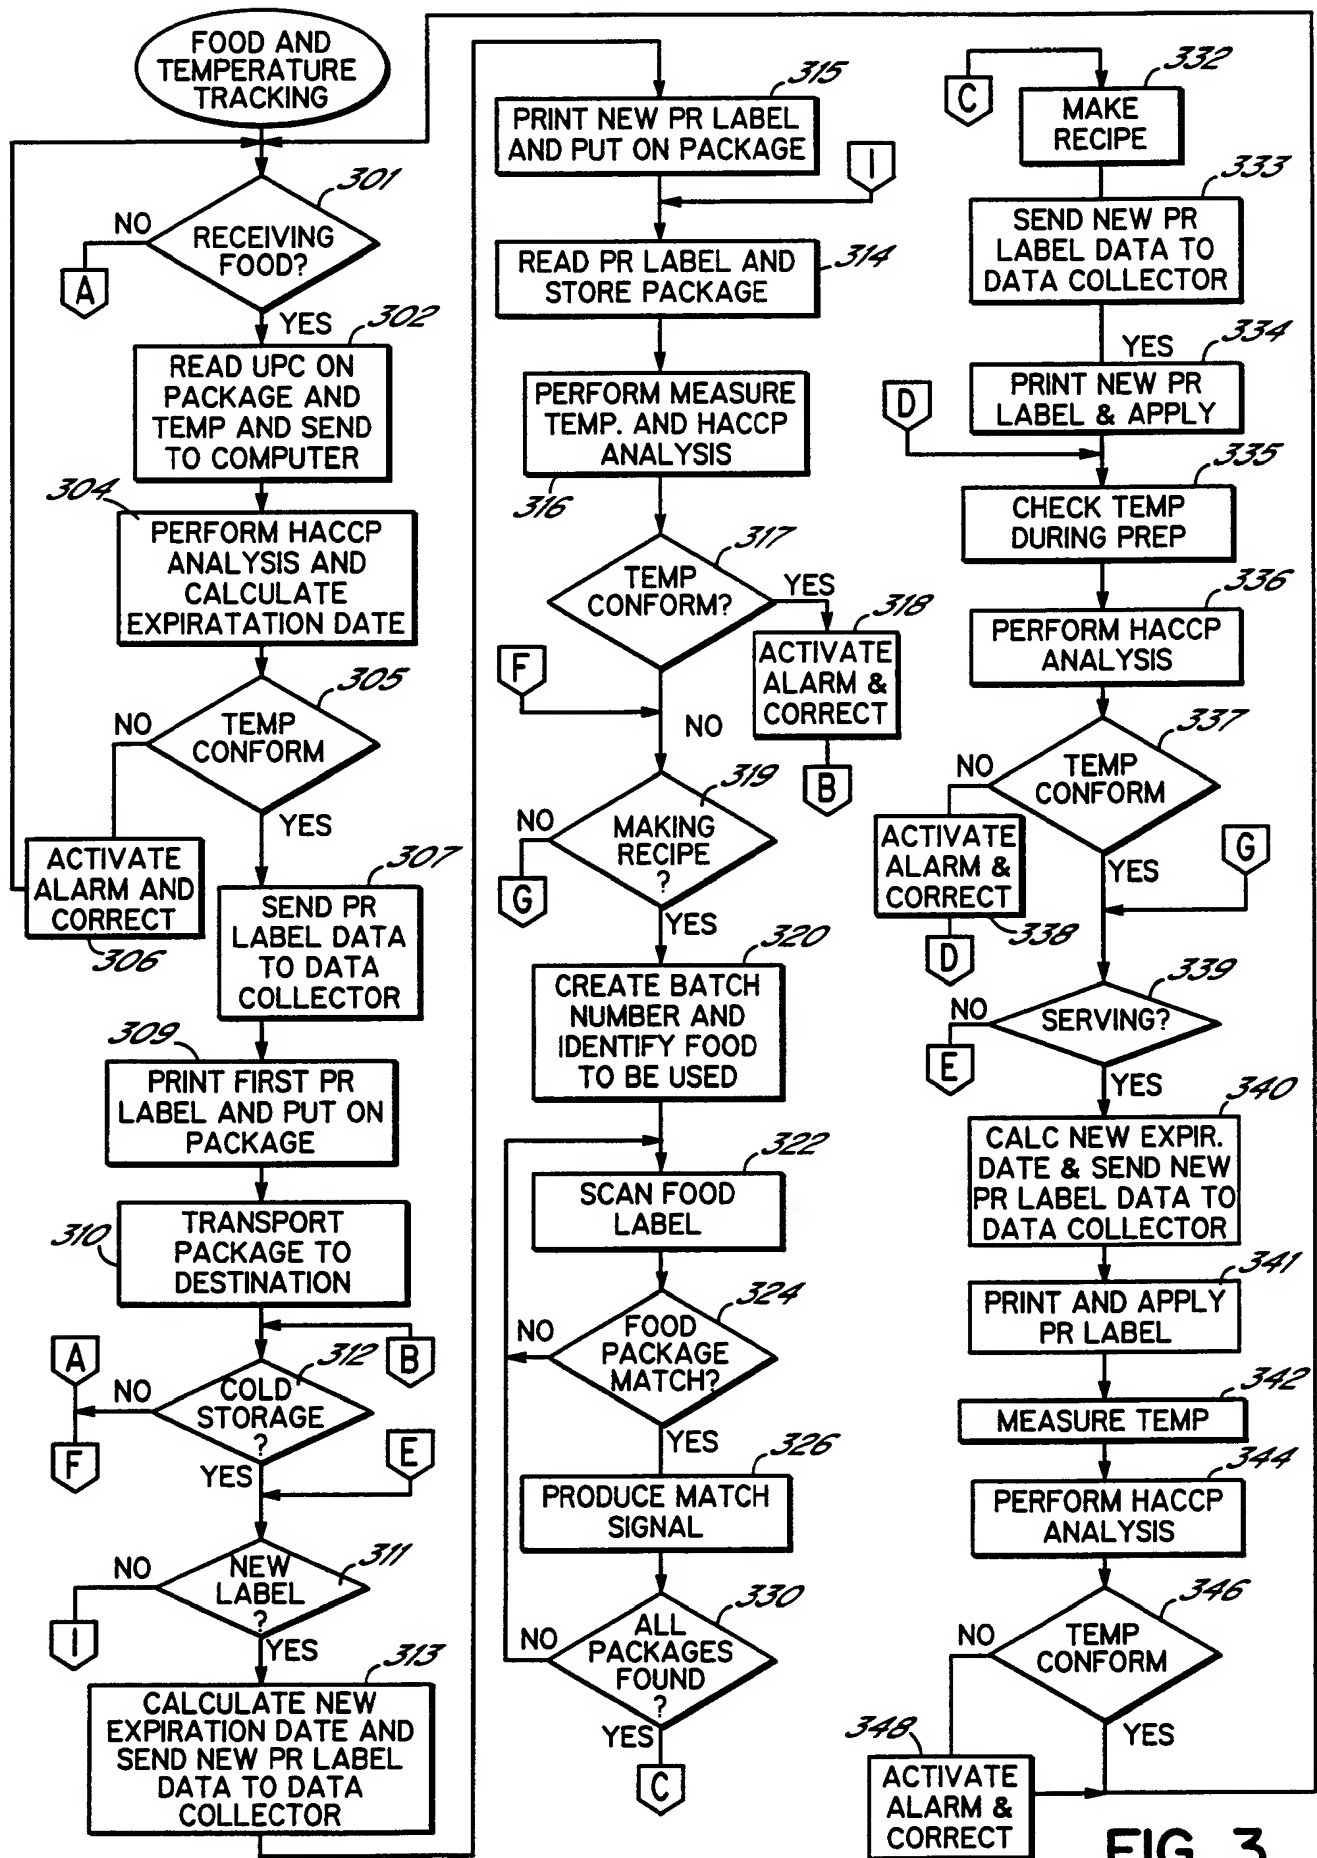 FOOD AND
TEMPERATURE
TRACKING
301
NO
RECEIVING
FOOD?
A
YES
302
READ UPC ON
PACKAGE AND
TEMP AND SEND
TO COMPUTER
304
PERFORM HACCP
ANALYSIS AND
CALCULATE
EXPIRATATION DATE
305
NO
TEMP
CONFORM
YES
ACTIVATE
ALARM AND
CORRECT
306
307
SEND PR
LABEL DATA
TO DATA
COLLECTOR
309
PRINT FIRST PR
LABEL AND PUT ON
PACKAGE
310
TRANSPORT
PACKAGE TO
DESTINATION
A
B
312
NO
COLD
STORAGE
?
F
YES
E
311
NO
NEW
LABEL
?
I
YES
313
CALCULATE NEW
EXPIRATION DATE AND
SEND NEW PR LABEL
DATA TO DATA
COLLECTOR
315
PRINT NEW PR LABEL
AND PUT ON PACKAGE
I
READ PR LABEL AND
STORE PACKAGE
314
PERFORM MEASURE
TEMP. AND HACCP
ANALYSIS
316
317
TEMP
CONFORM?
YES
318
ACTIVATE
ALARM &
CORRECT
B
F
NO
319
NO
MAKING
RECIPE
?
G
YES
320
CREATE BATCH
NUMBER AND
IDENTIFY FOOD
TO BE USED
322
SCAN FOOD
LABEL
324
NO
FOOD
PACKAGE
MATCH?
YES
326
PRODUCE MATCH
SIGNAL
330
NO
ALL
PACKAGES
FOUND
?
YES
C
C
332
MAKE
RECIPE
333
SEND NEW PR
LABEL DATA TO
DATA COLLECTOR
YES
334
D
PRINT NEW PR
LABEL & APPLY
335
CHECK TEMP
DURING PREP
336
PERFORM HACCP
ANALYSIS
337
NO
TEMP
CONFORM
ACTIVATE
ALARM &
CORRECT
338
D
YES
G
339
NO
SERVING?
E
YES
340
CALC NEW EXPIR.
DATE & SEND NEW
PR LABEL DATA TO
DATA COLLECTOR
341
PRINT AND APPLY
PR LABEL
342
MEASURE TEMP
344
PERFORM HACCP
ANALYSIS
346
NO
TEMP
CONFORM
YES
348
ACTIVATE
ALARM &
CORRECT
FIG. 3